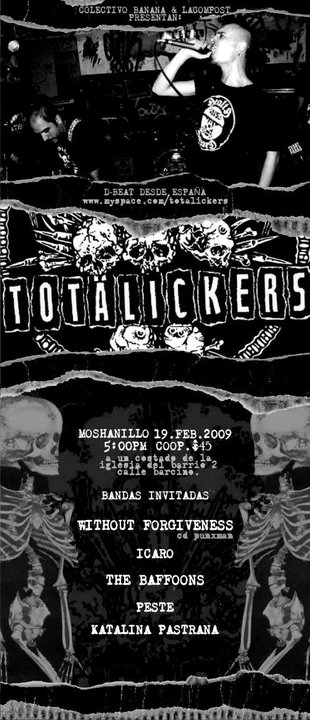 COLECTIVO BANANA & LAGOMPOST
PRESENTAN:
D-BEAT DESDE ESPAÑA
www.myspace.com/totalickers
TOTÄLICKERS
MOSHANILLO 19.FEB.2009
5:00PM COOP.$45
a un costado de la
iglesia del barrio 2
calle barcino.
BANDAS INVITADAS
WITHOUT FORGIVENESS
cd punxman
ICARO
THE BAFFOONS
PESTE
KATALINA PASTRANA